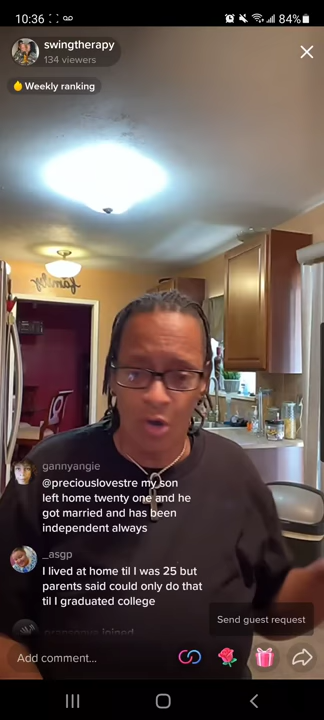 10:36
84%
swingtherapy
134 viewers
Weekly ranking
family
gannyangie
@preciouslovestre my son
left home twenty one and he
got married and has been
independent always
_asgp
I lived at home til I was 25 but
parents said could only do that
til I graduated college
joined
Send guest request
Add comment...